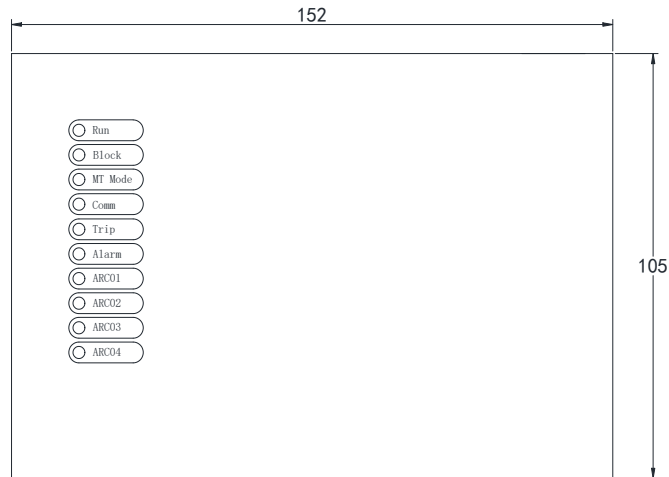 152
Run
Block
MT Mode
Comm
Trip
Alarm
105
ARC01
ARC02
ARC03
ARC04